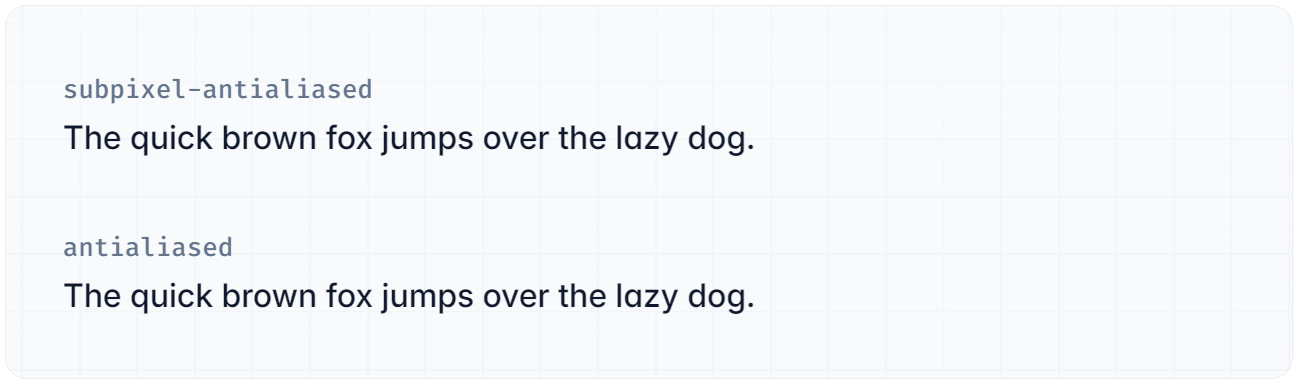 subpixel-antialiased
The quick brown fox jumps over the lazy dog.
antialiased
The quick brown fox jumps over the lazy dog.